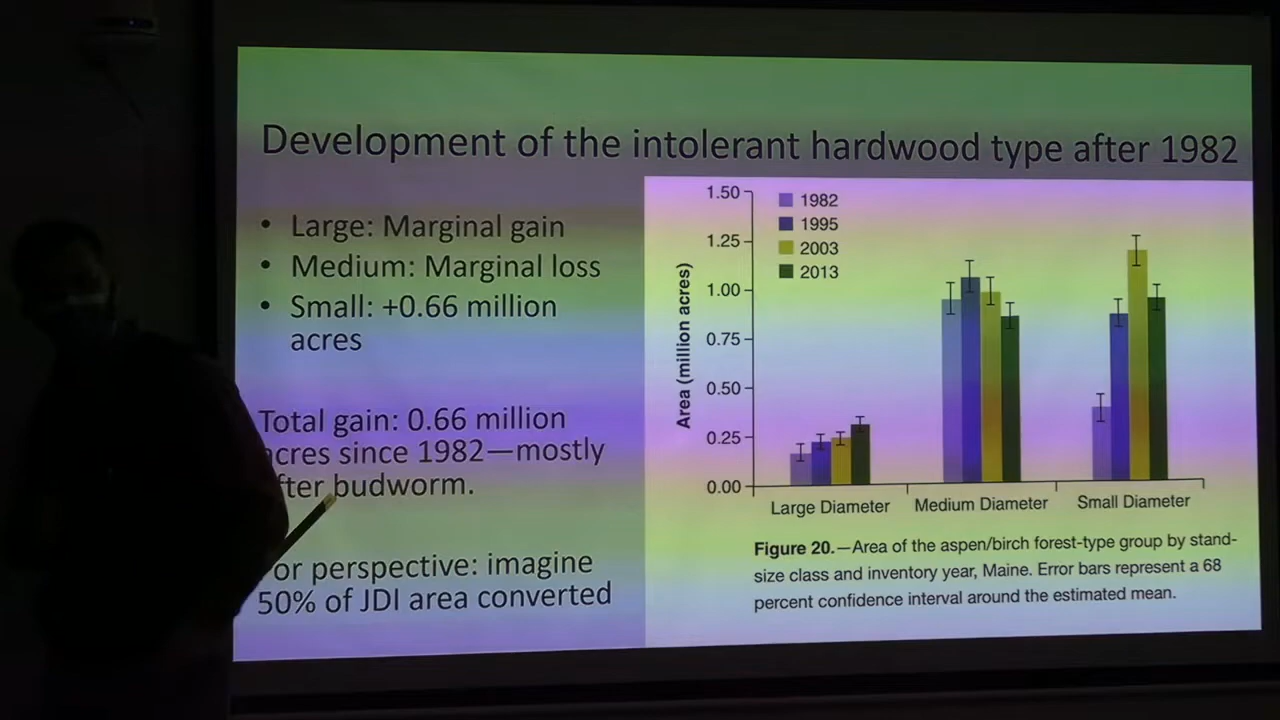 Development of the intolerant hardwood type after 1982
• Large: Marginal gain
• Medium: Marginal loss
• Small: +0.66 million
acres
Total gain: 0.66 million
acres since 1982—mostly
after budworm.
For perspective: imagine
50% of JDI area converted
1982
1995
2003
2013
Area (million acres)
1.50
1.25
1.00
0.75
0.50
0.25
0.00
Large Diameter
Medium Diameter
Small Diameter
Figure 20.—Area of the aspen/birch forest-type group by stand-
size class and inventory year, Maine. Error bars represent a 68
percent confidence interval around the estimated mean.